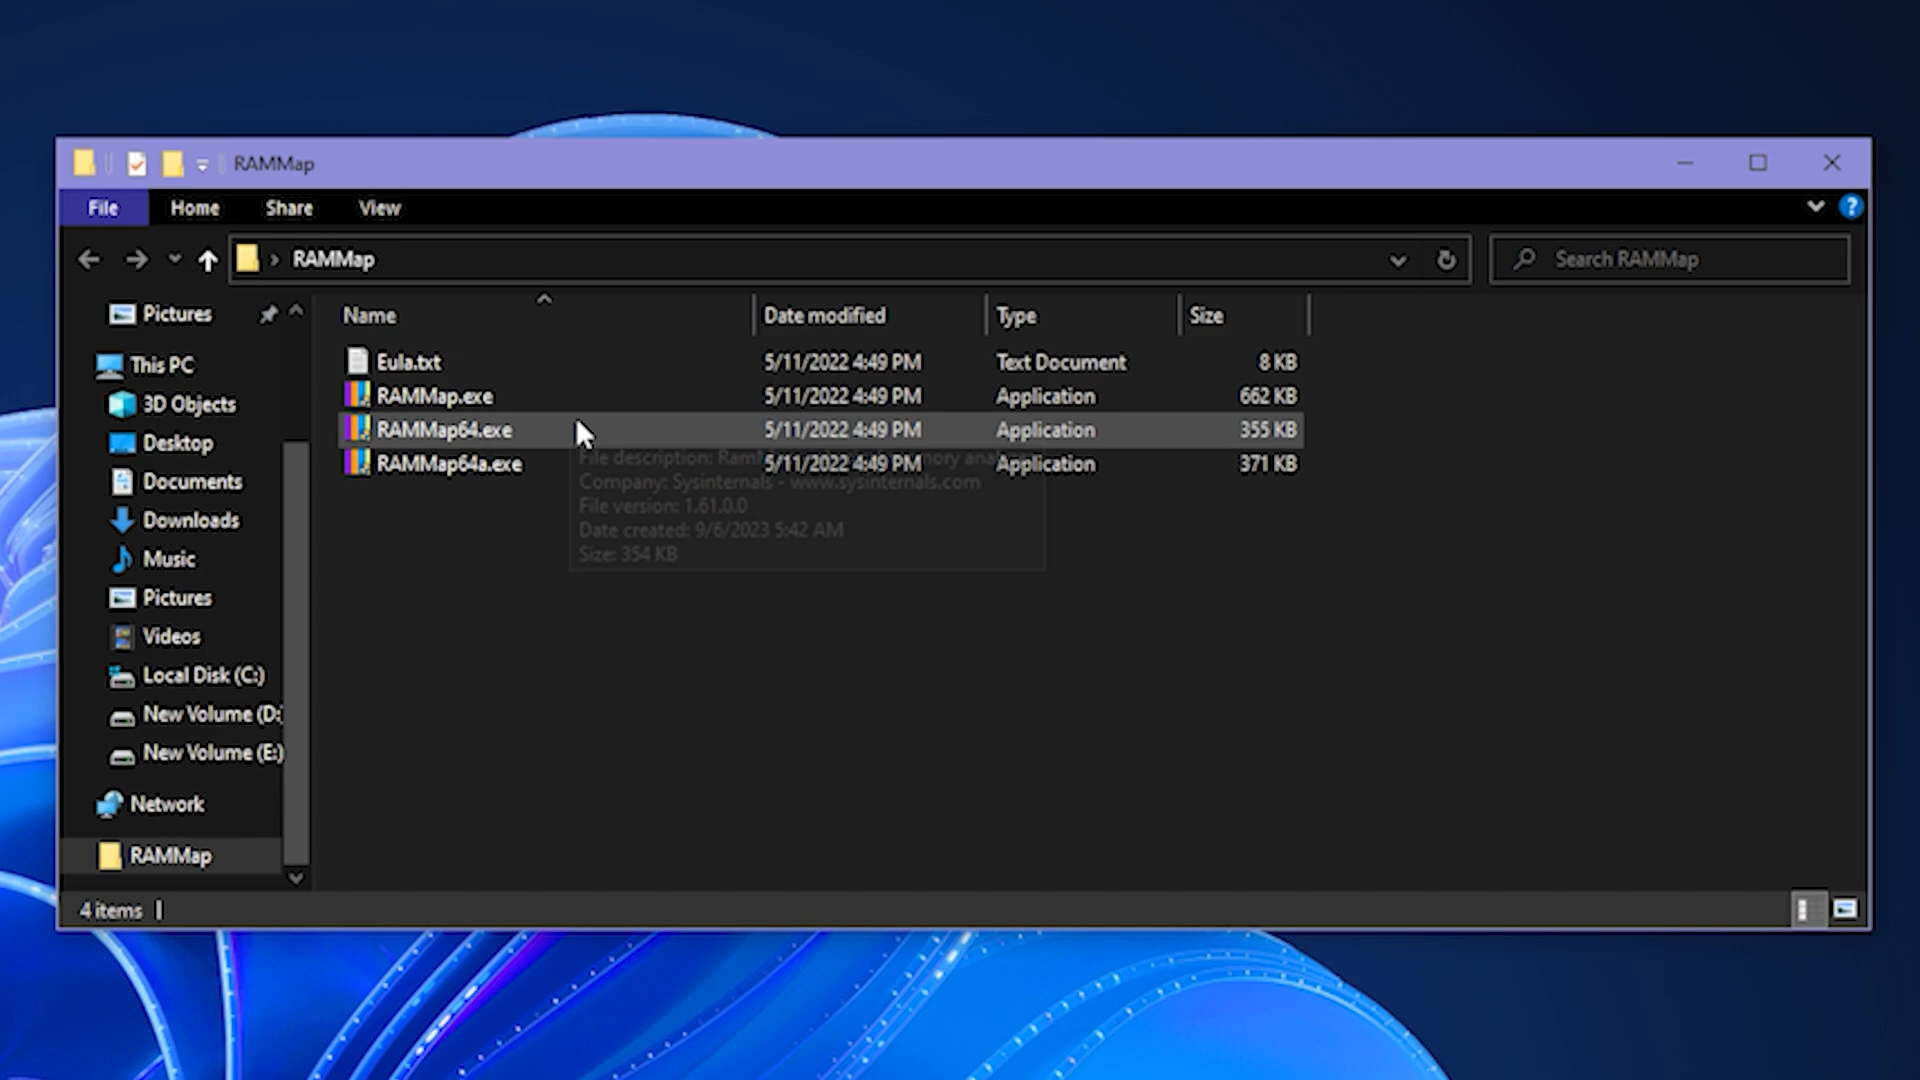 RAMMap
File Home Share View
RAMMap
Search RAMMap
Pictures
This PC
3D Objects
Desktop
Documents
Downloads
Music
Pictures
Videos
Local Disk (C:)
New Volume (D:
New Volume (E:)
Network
RAMMap
Name Date modified Type Size
Eula.txt 5/11/2022 4:49 PM Text Document 8 KB
RAMMap.exe 5/11/2022 4:49 PM Application 662 KB
RAMMap64.exe 5/11/2022 4:49 PM Application 355 KB
RAMMap64a.exe 5/11/2022 4:49 PM Application 371 KB
File description:
Company: Sysinternals - www.sysinternals.com
File version: 1.61.0.0
Date created: 9/6/2023 5:42 AM
Size: 354 KB
4 items